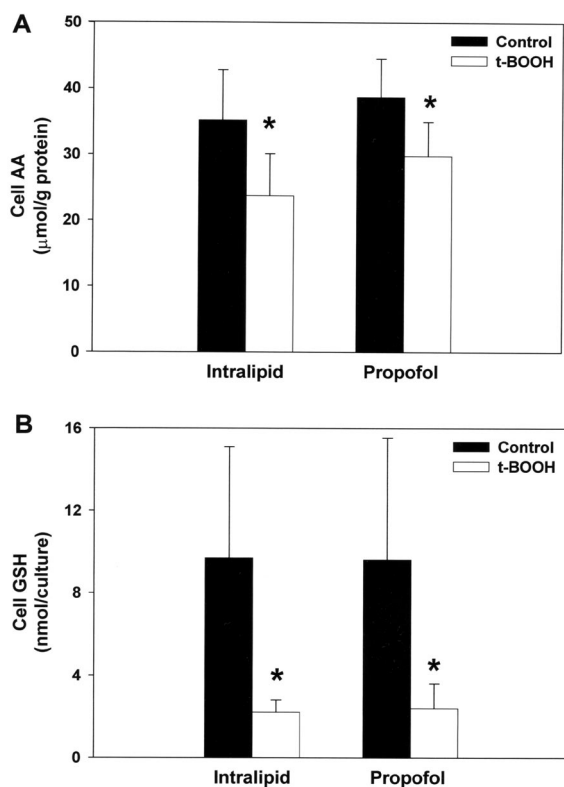 A
50
40
30
20
10
0
Cell AA
(μmol/g protein)
Control
t-BOOH
*
*
Intralipid
Propofol
B
16
12
8
4
0
Cell GSH
(nmol/culture)
Control
t-BOOH
*
*
Intralipid
Propofol